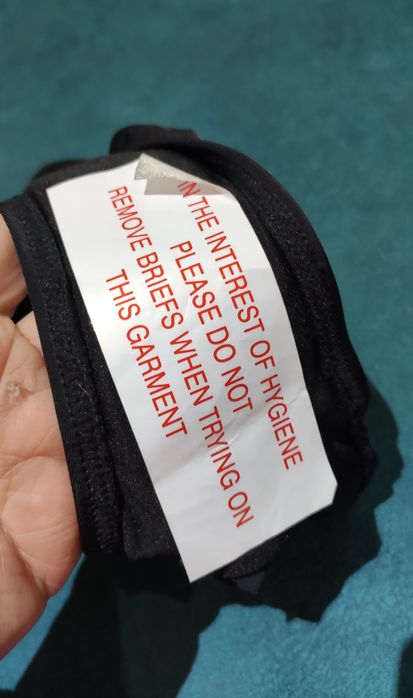 IN THE INTEREST OF HYGIENE
PLEASE DO NOT
REMOVE BRIEFS WHEN TRYING ON
THIS GARMENT